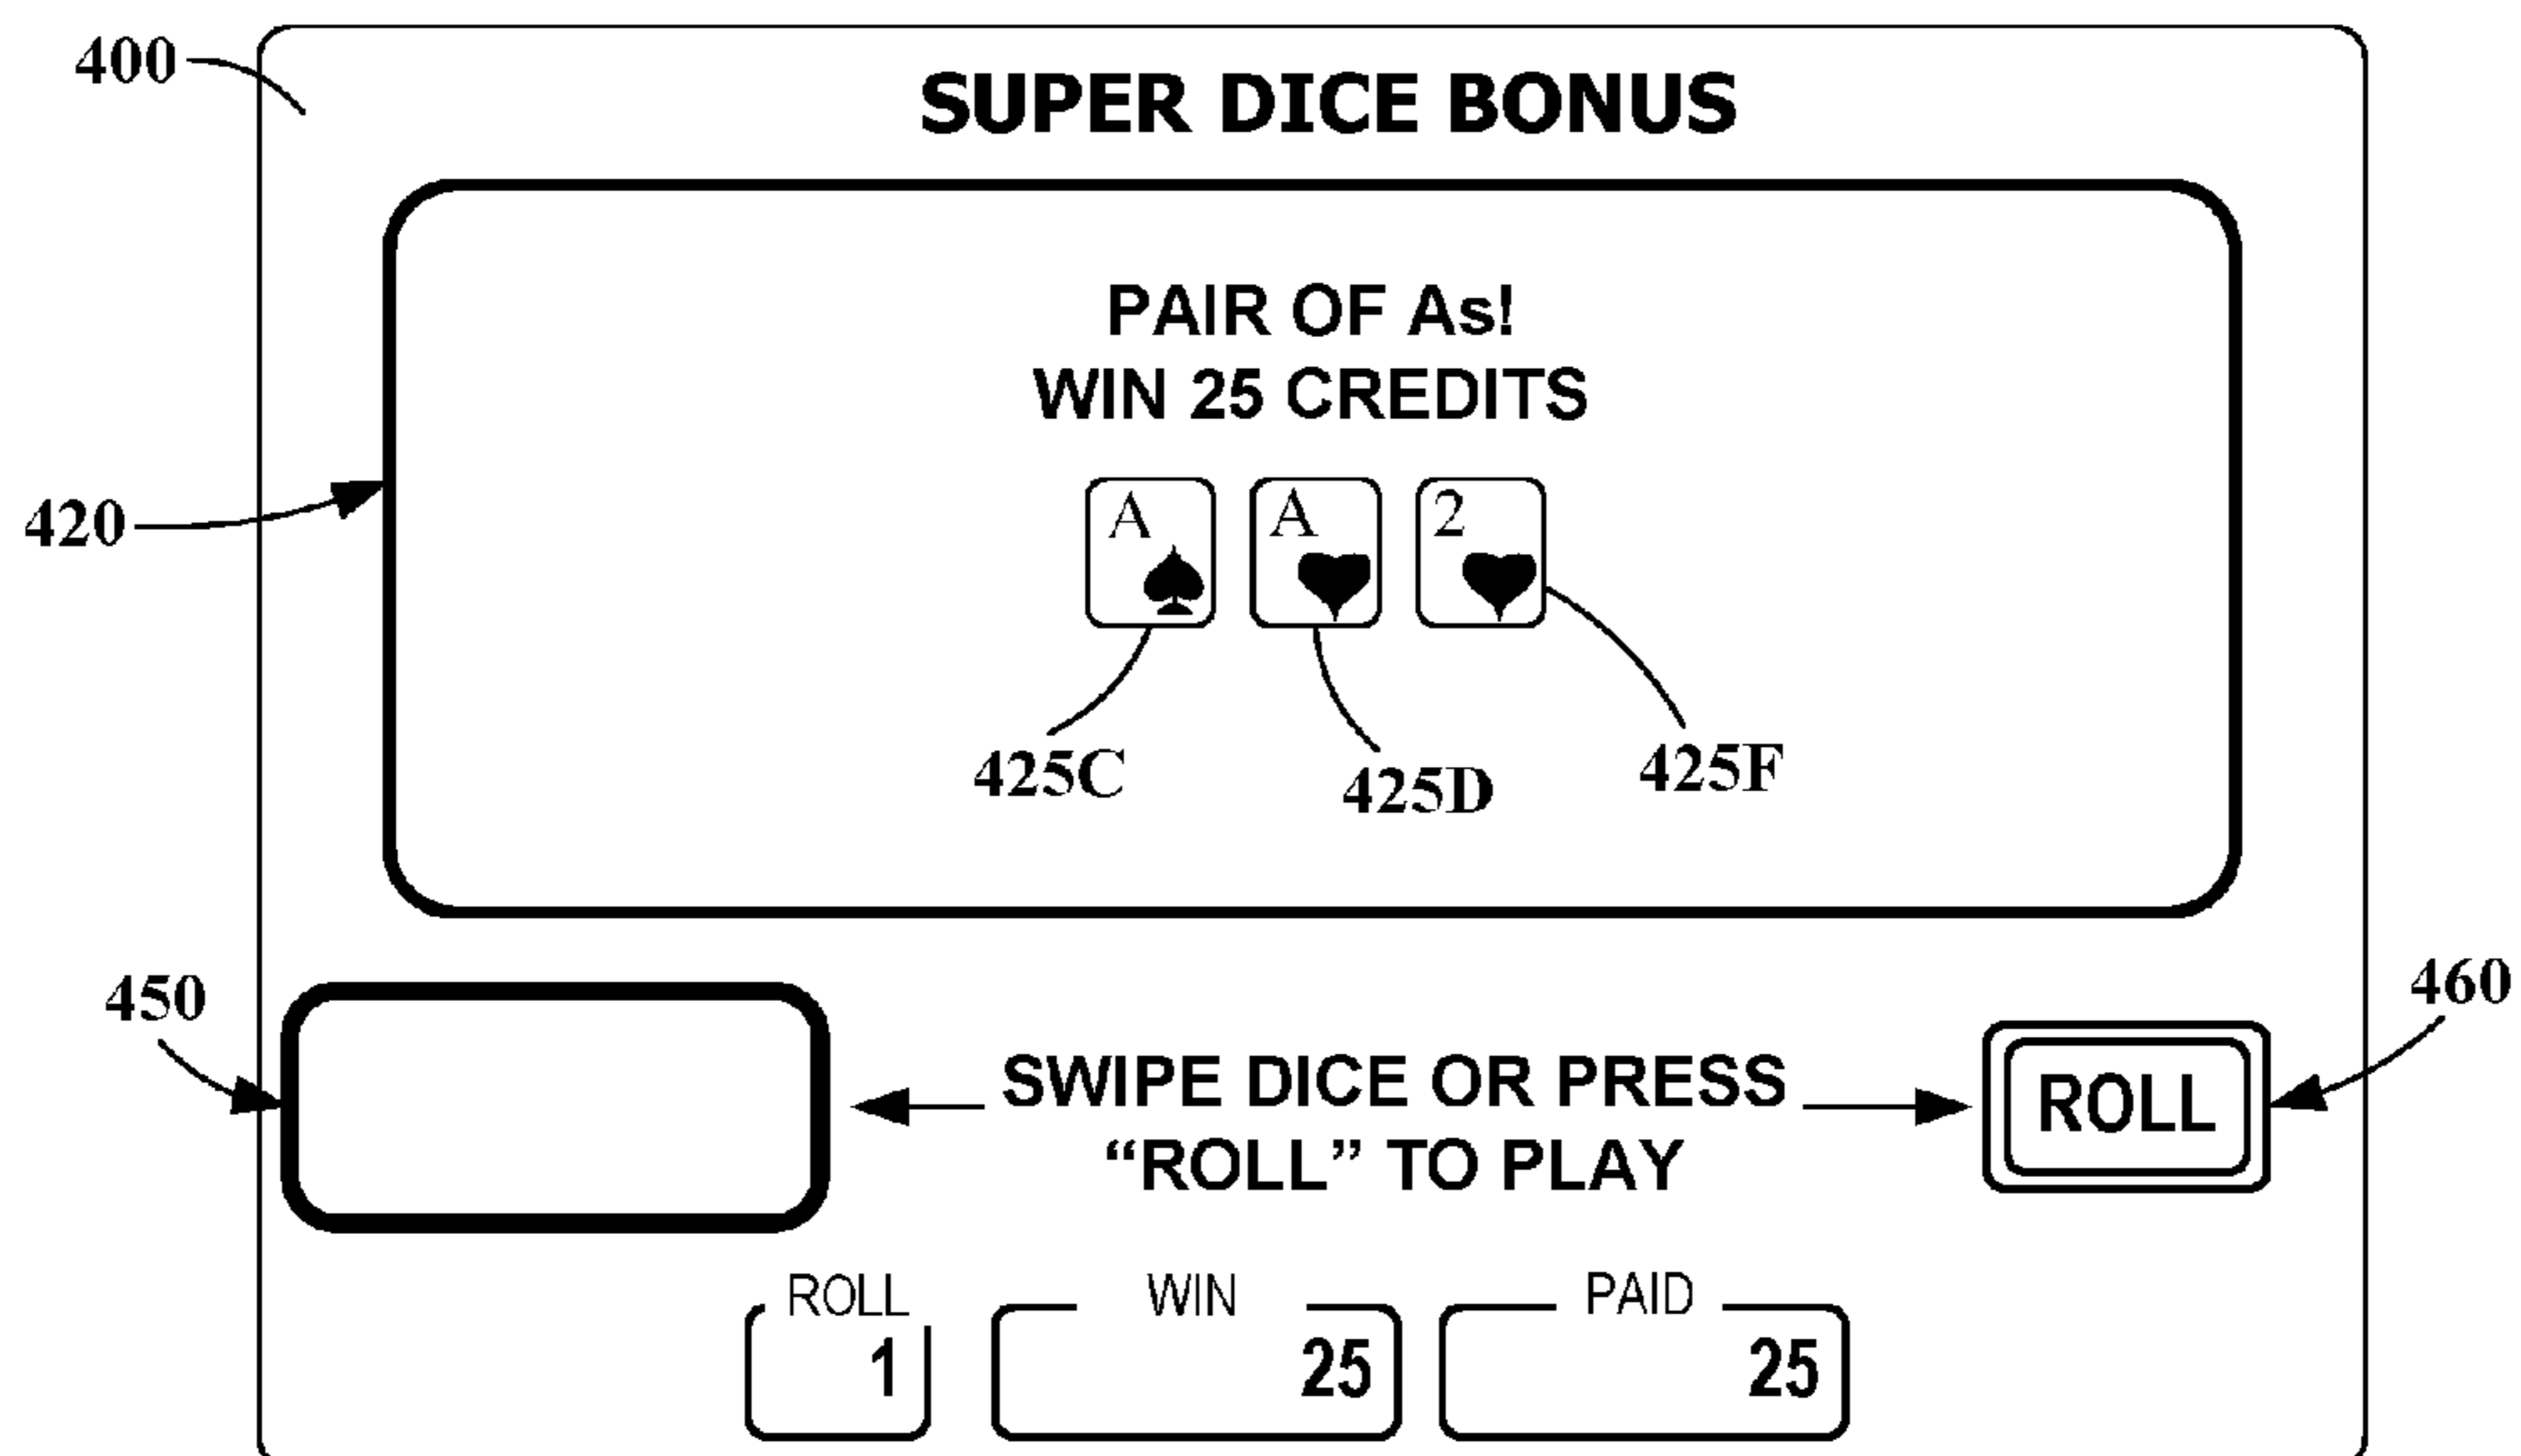 400
SUPER DICE BONUS
PAIR OF As!
WIN 25 CREDITS
420
A
A
2
425C
425D
425F
450
460
SWIPE DICE OR PRESS
“ROLL” TO PLAY
ROLL
ROLL
WIN
PAID
1
25
25